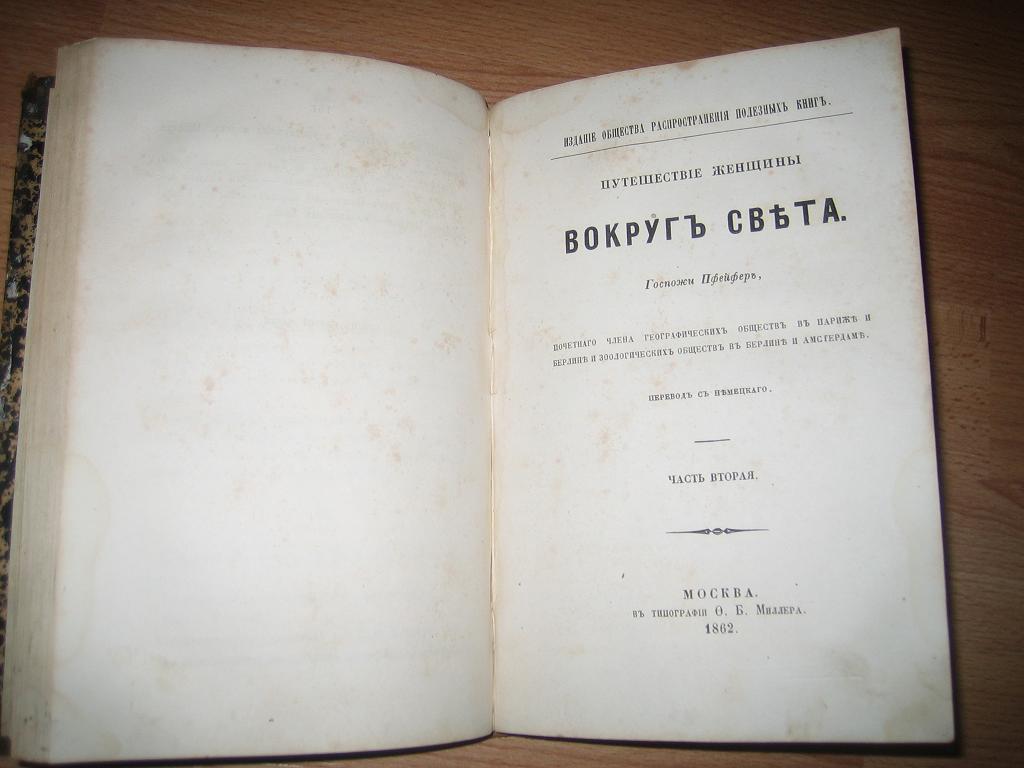 ИЗДАНІЕ ОБЩЕСТВА РАСПРОСТРАНЕНІЯ ПОЛЕЗНЫХЪ КНИГЪ.
ПУТЕШЕСТВІЕ ЖЕНЩИНЫ
ВОКРУГЪ СВѢТА.
Госпожи Пфейферъ,
ПОЧЕТНАГО ЧЛЕНА ГЕОГРАФИЧЕСКИХЪ ОБЩЕСТВЪ ВЪ ПАРИЖѢ И
БЕРЛИНѢ И ЗООЛОГИЧЕСКИХЪ ОБЩЕСТВЪ ВЪ БЕРЛИНѢ И АМСТЕРДАМѢ.
ПЕРЕВОДЪ СЪ НѢМЕЦКАГО.
ЧАСТЬ ВТОРАЯ.
МОСКВА.
ВЪ ТИПОГРАФІИ Ѳ. Б. МИЛЛЕРА.
1862.